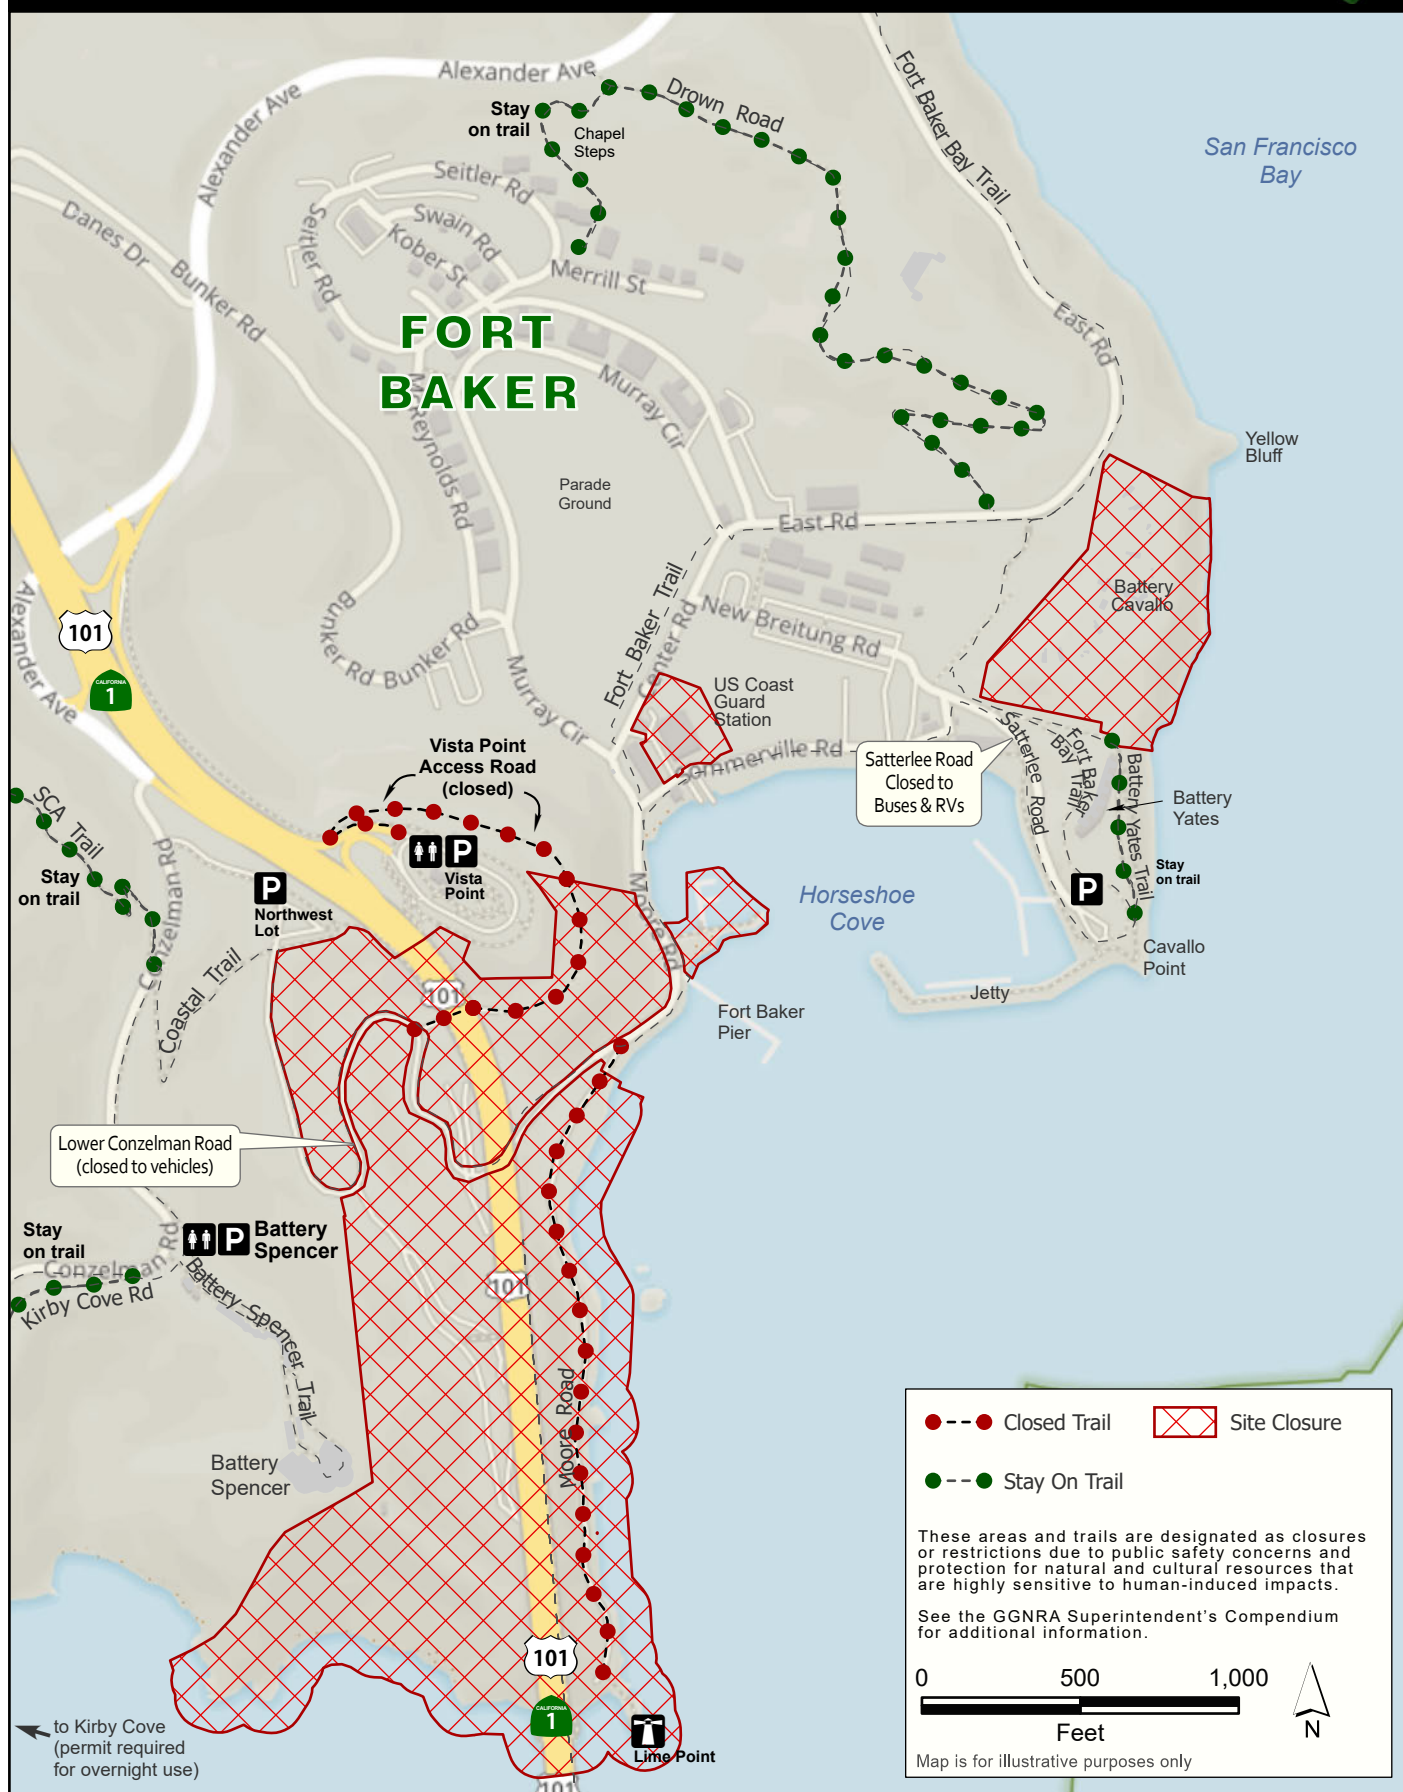 Alexander Ave
Alexander Ave
Stay
on trail
Chapel
Steps
Drown Road
Fort Baker Bay Trail
San Francisco
Bay
Seitler Rd
Seitler Rd
Swain Rd
Kober St
Merrill St
Danes Dr
Bunker Rd
FORT
BAKER
East Rd
Murray Cir
McReynolds Rd
Parade
Ground
Yellow
Bluff
East Rd
Battery
Cavallo
Alexander Ave
101
CALIFORNIA
1
Bunker Rd
Bunker Rd
Fort Baker Trail
Center Rd
New Breitung Rd
Murray Cir
US Coast
Guard
Station
Sommerville Rd
Satterlee Road
Closed to
Buses & RVs
Satterlee Road
Fort Baker
Bay Trail
Battery Yates Trail
Battery
Yates
Stay
on trail
P
Vista Point
Access Road
(closed)
P
Vista
Point
SCA Trail
Stay
on trail
Conzelman Rd
P
Northwest
Lot
Coastal Trail
Moore Rd
Horseshoe
Cove
Cavallo
Point
Jetty
101
Fort Baker
Pier
Lower Conzelman Road
(closed to vehicles)
Stay
on trail
Conzelman Rd
Kirby Cove Rd
P
Battery
Spencer
Battery Spencer Trail
Battery
Spencer
101
Moore Road
101
CALIFORNIA
1
Lime Point
101
to Kirby Cove
(permit required
for overnight use)
Closed Trail
Site Closure
Stay On Trail
These areas and trails are designated as closures
or restrictions due to public safety concerns and
protection for natural and cultural resources that
are highly sensitive to human-induced impacts.
See the GGNRA Superintendent's Compendium
for additional information.
0 500 1,000
Feet
N
Map is for illustrative purposes only